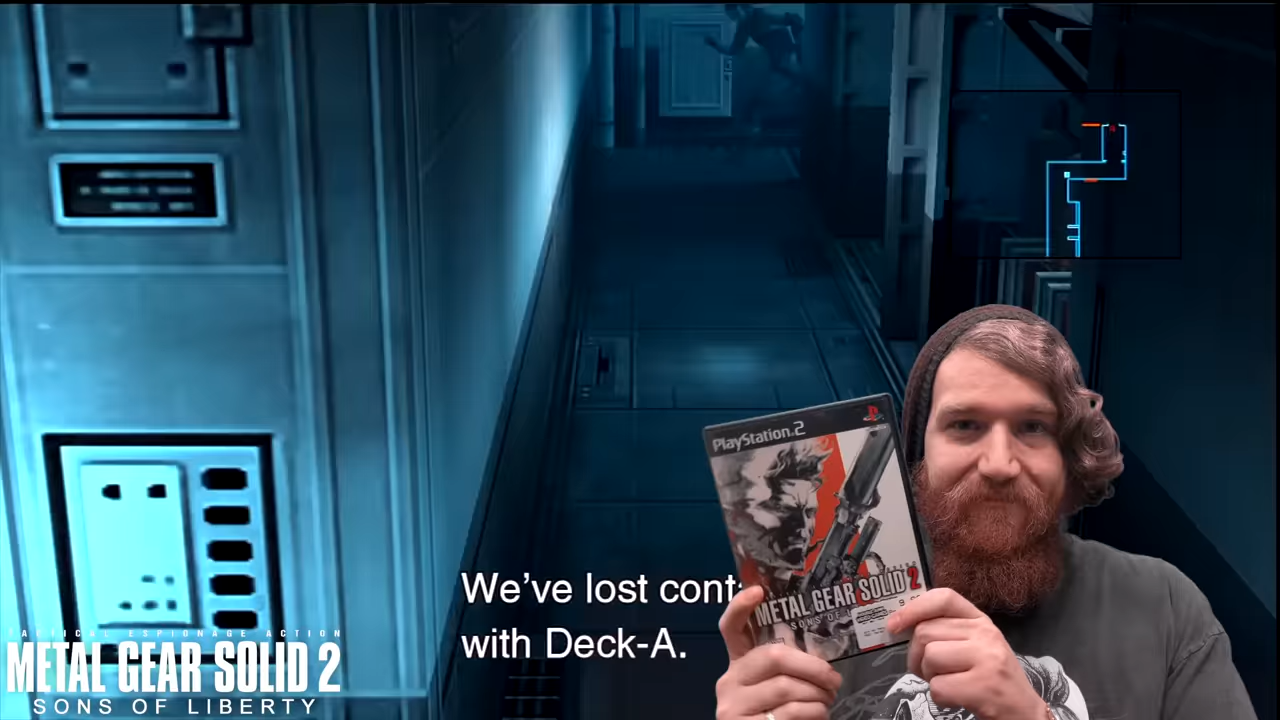 PlayStation.2
METAL GEAR SOLID 2
SONS OF
We've lost conta
with Deck-A.
TACTICAL ESPIONAGE ACTION
METAL GEAR SOLID 2
SONS OF LIBERTY